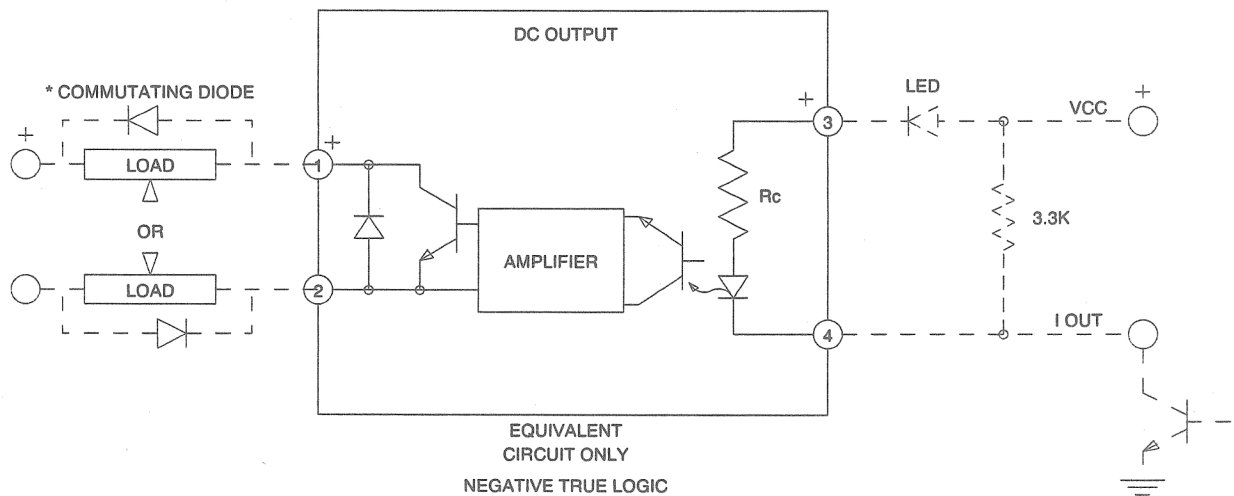 DC OUTPUT
* COMMUTATING DIODE
LED
+
+
VCC
+
3
+
1
LOAD
Rc
3.3K
OR
AMPLIFIER
LOAD
2
4
I OUT
EQUIVALENT
CIRCUIT ONLY
NEGATIVE TRUE LOGIC